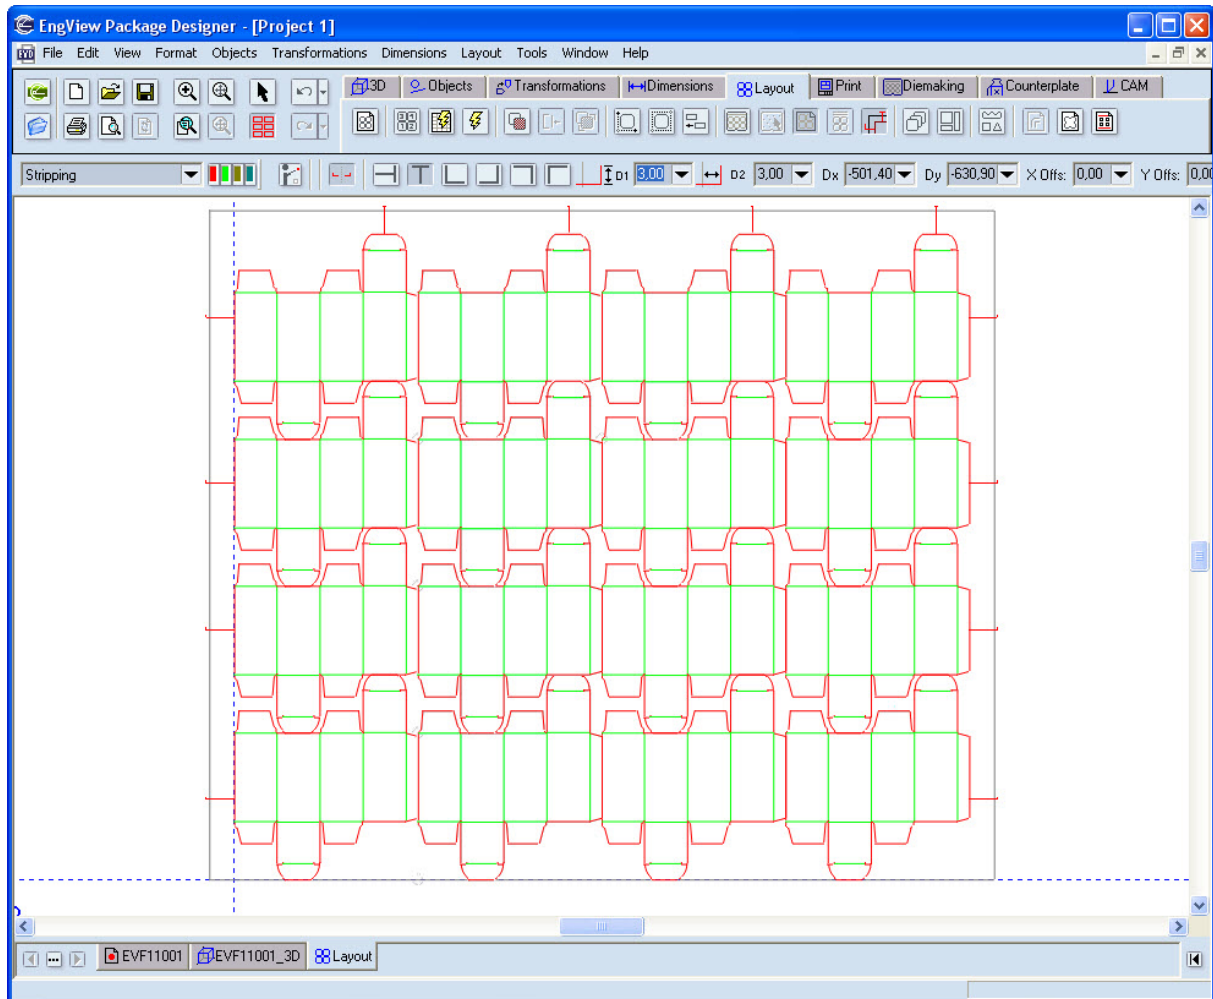 EngView Package Designer - [Project 1]
File Edit View Format Objects Transformations Dimensions Layout Tools Window Help
3D Objects Transformations Dimensions Layout Print Diemaking Counterplate CAM
Stripping D1 3,00 D2 3,00 Dx -501,40 Dy -630,90 X Offs: 0,00 Y Offs: 0,00
EVF11001 EVF11001_3D Layout